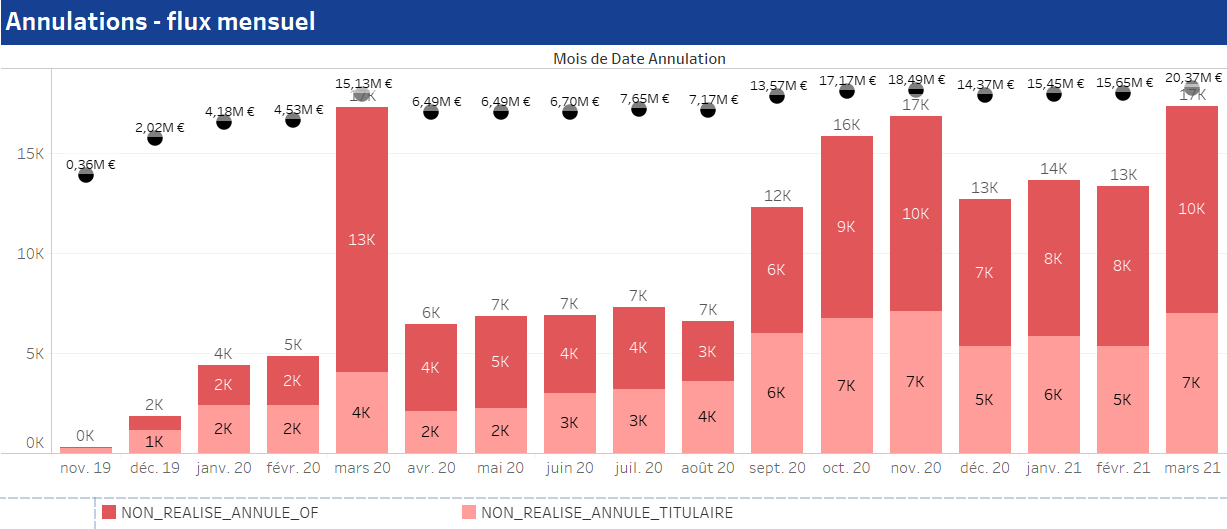 Annulations - flux mensuel
Mois de Date Annulation
0,36M € 2,02M € 4,18M € 4,53M € 15,13M € 6,49M € 6,49M € 6,70M € 7,65M € 7,17M € 13,57M € 17,17M € 18,49M € 14,37M € 15,45M € 15,65M € 20,37M €
0K 2K 4K 5K 6K 7K 7K 7K 7K 12K 16K 17K 13K 14K 13K 17K
15K
10K
5K
0K
2K 2K 13K 4K 5K 4K 4K 3K 6K 9K 10K 7K 8K 8K 10K
1K 2K 2K 4K 2K 2K 3K 3K 4K 6K 7K 7K 5K 6K 5K 7K
nov. 19 déc. 19 janv. 20 févr. 20 mars 20 avr. 20 mai 20 juin 20 juil. 20 août 20 sept. 20 oct. 20 nov. 20 déc. 20 janv. 21 févr. 21 mars 21
NON_REALISE_ANNULE_OF NON_REALISE_ANNULE_TITULAIRE